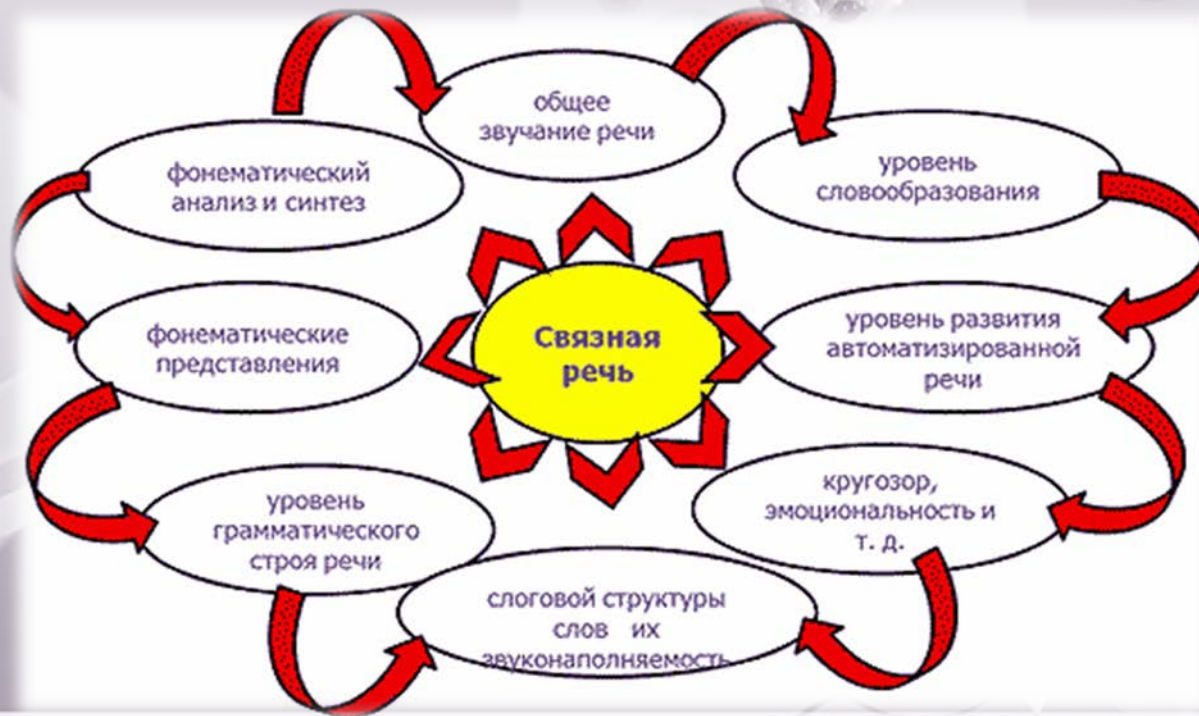 общее
звучание речи
уровень
словообразования
уровень развития
автоматизированной
речи
кругозор,
эмоциональность и
т. д.
слоговой структуры
слов их
звуконаполняемость
уровень
грамматического
строя речи
фонематические
представления
фонематический
анализ и синтез
Связная
речь